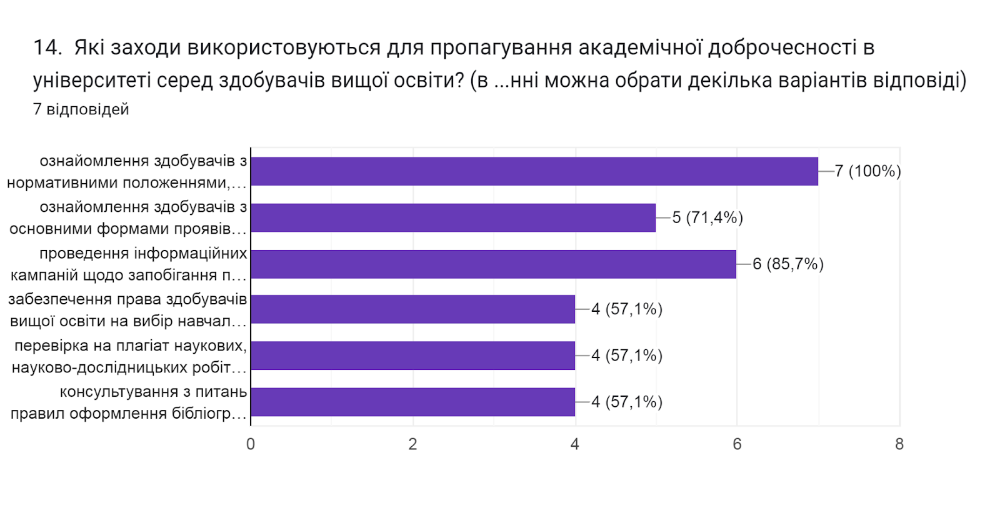 14. Які заходи використовуються для пропагування академічної доброчесності в
університеті серед здобувачів вищої освіти? (в ...нні можна обрати декілька варіантів відповіді)
7 відповідей
ознайомлення здобувачів з
нормативними положеннями,…
7 (100%)
ознайомлення здобувачів з
основними формами проявів…
5 (71,4%)
проведення інформаційних
кампаній щодо запобігання п…
6 (85,7%)
забезпечення права здобувачів
вищої освіти на вибір навчал…
4 (57,1%)
перевірка на плагіат наукових,
науково-дослідницьких робіт…
4 (57,1%)
консультування з питань
правил оформлення бібліогр…
4 (57,1%)
0 2 4 6 8